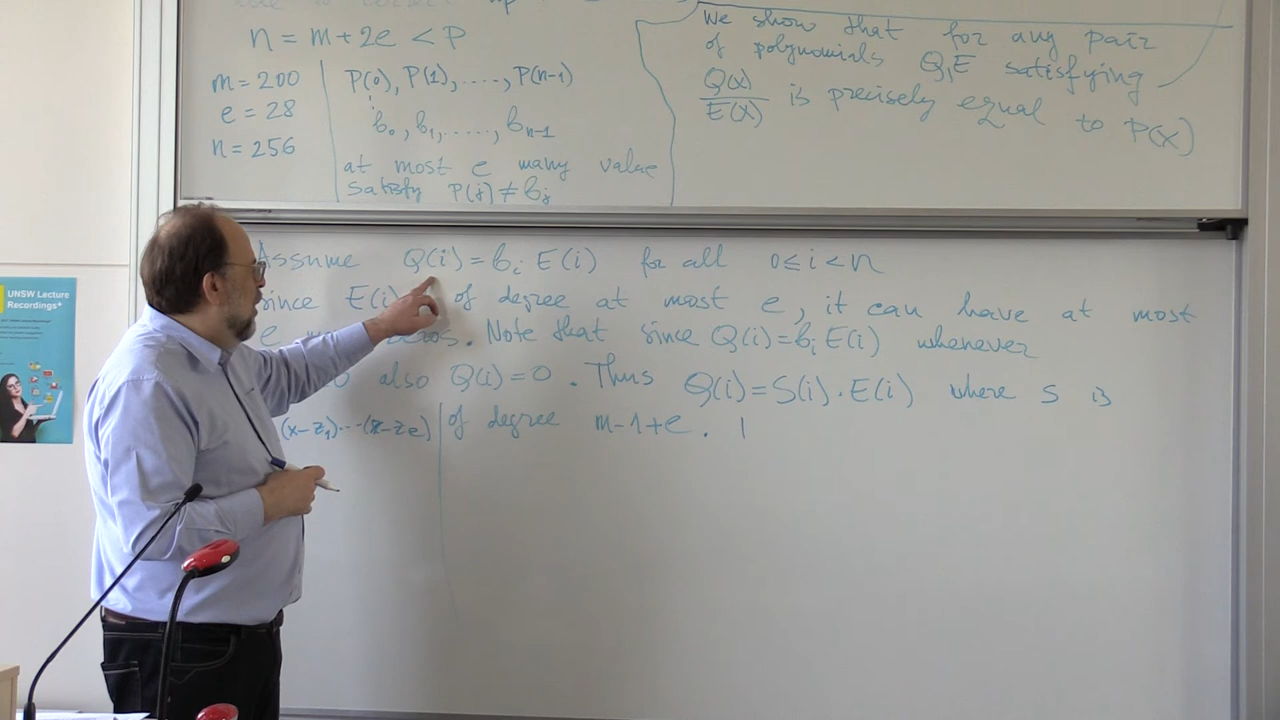 n = m + 2e < p
m = 200
e = 28
n = 256
P(0), P(1), ....., P(n-1)
b₀, b₁, ....., bₙ₋₁
at most e many value
satisfy P(j) ≠ bⱼ
We show that for any pair
of polynomials Q, E satisfying
Q(x)/E(x) is precisely equal to P(x)
Assume Q(i) = bᵢ E(i) for all 0 ≤ i < n
since E(i) of degree at most e, it can have at most
e Note that since Q(i) = bᵢ E(i) whenever
also Q(i) = 0. Thus Q(i) = S(i) · E(i) where S is
(x-z₁)···(x-zₑ) of degree m-1+e.
UNSW Lecture
Recordings+